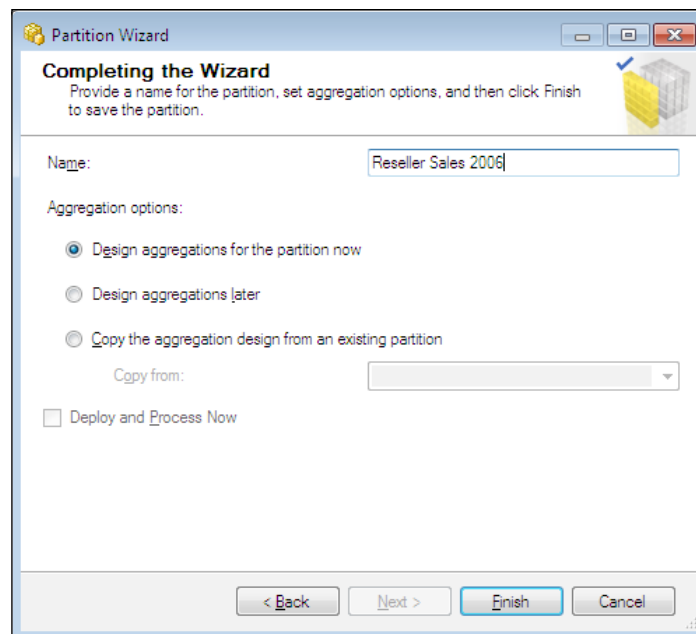 Partition Wizard
Completing the Wizard
Provide a name for the partition, set aggregation options, and then click Finish
to save the partition.
Name:
Reseller Sales 2006
Aggregation options:
Design aggregations for the partition now
Design aggregations later
Copy the aggregation design from an existing partition
Copy from:
Deploy and Process Now
< Back
Next >
Finish
Cancel